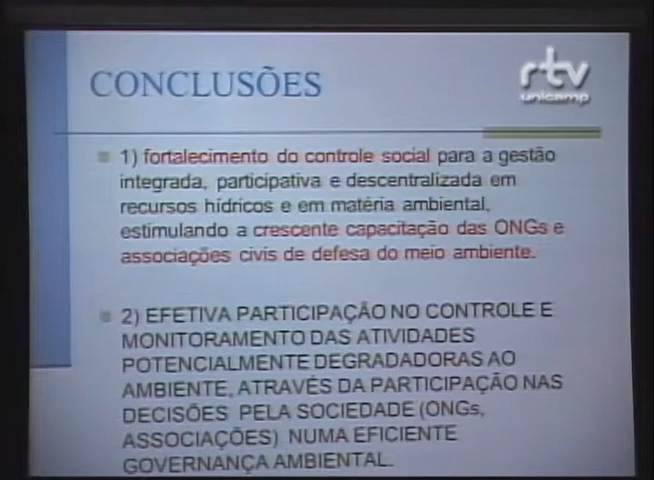 CONCLUSÕES
rtv
unicamp
1) fortalecimento do controle social para a gestão
integrada, participativa e descentralizada em
recursos hídricos e em matéria ambiental,
estimulando a crescente capacitação das ONGs e
associações civis de defesa do meio ambiente.
2) EFETIVA PARTICIPAÇÃO NO CONTROLE E
MONITORAMENTO DAS ATIVIDADES
POTENCIALMENTE DEGRADADORAS AO
AMBIENTE, ATRAVÉS DA PARTICIPAÇÃO NAS
DECISÕES PELA SOCIEDADE (ONGs,
ASSOCIAÇÕES) NUMA EFICIENTE
GOVERNANÇA AMBIENTAL.